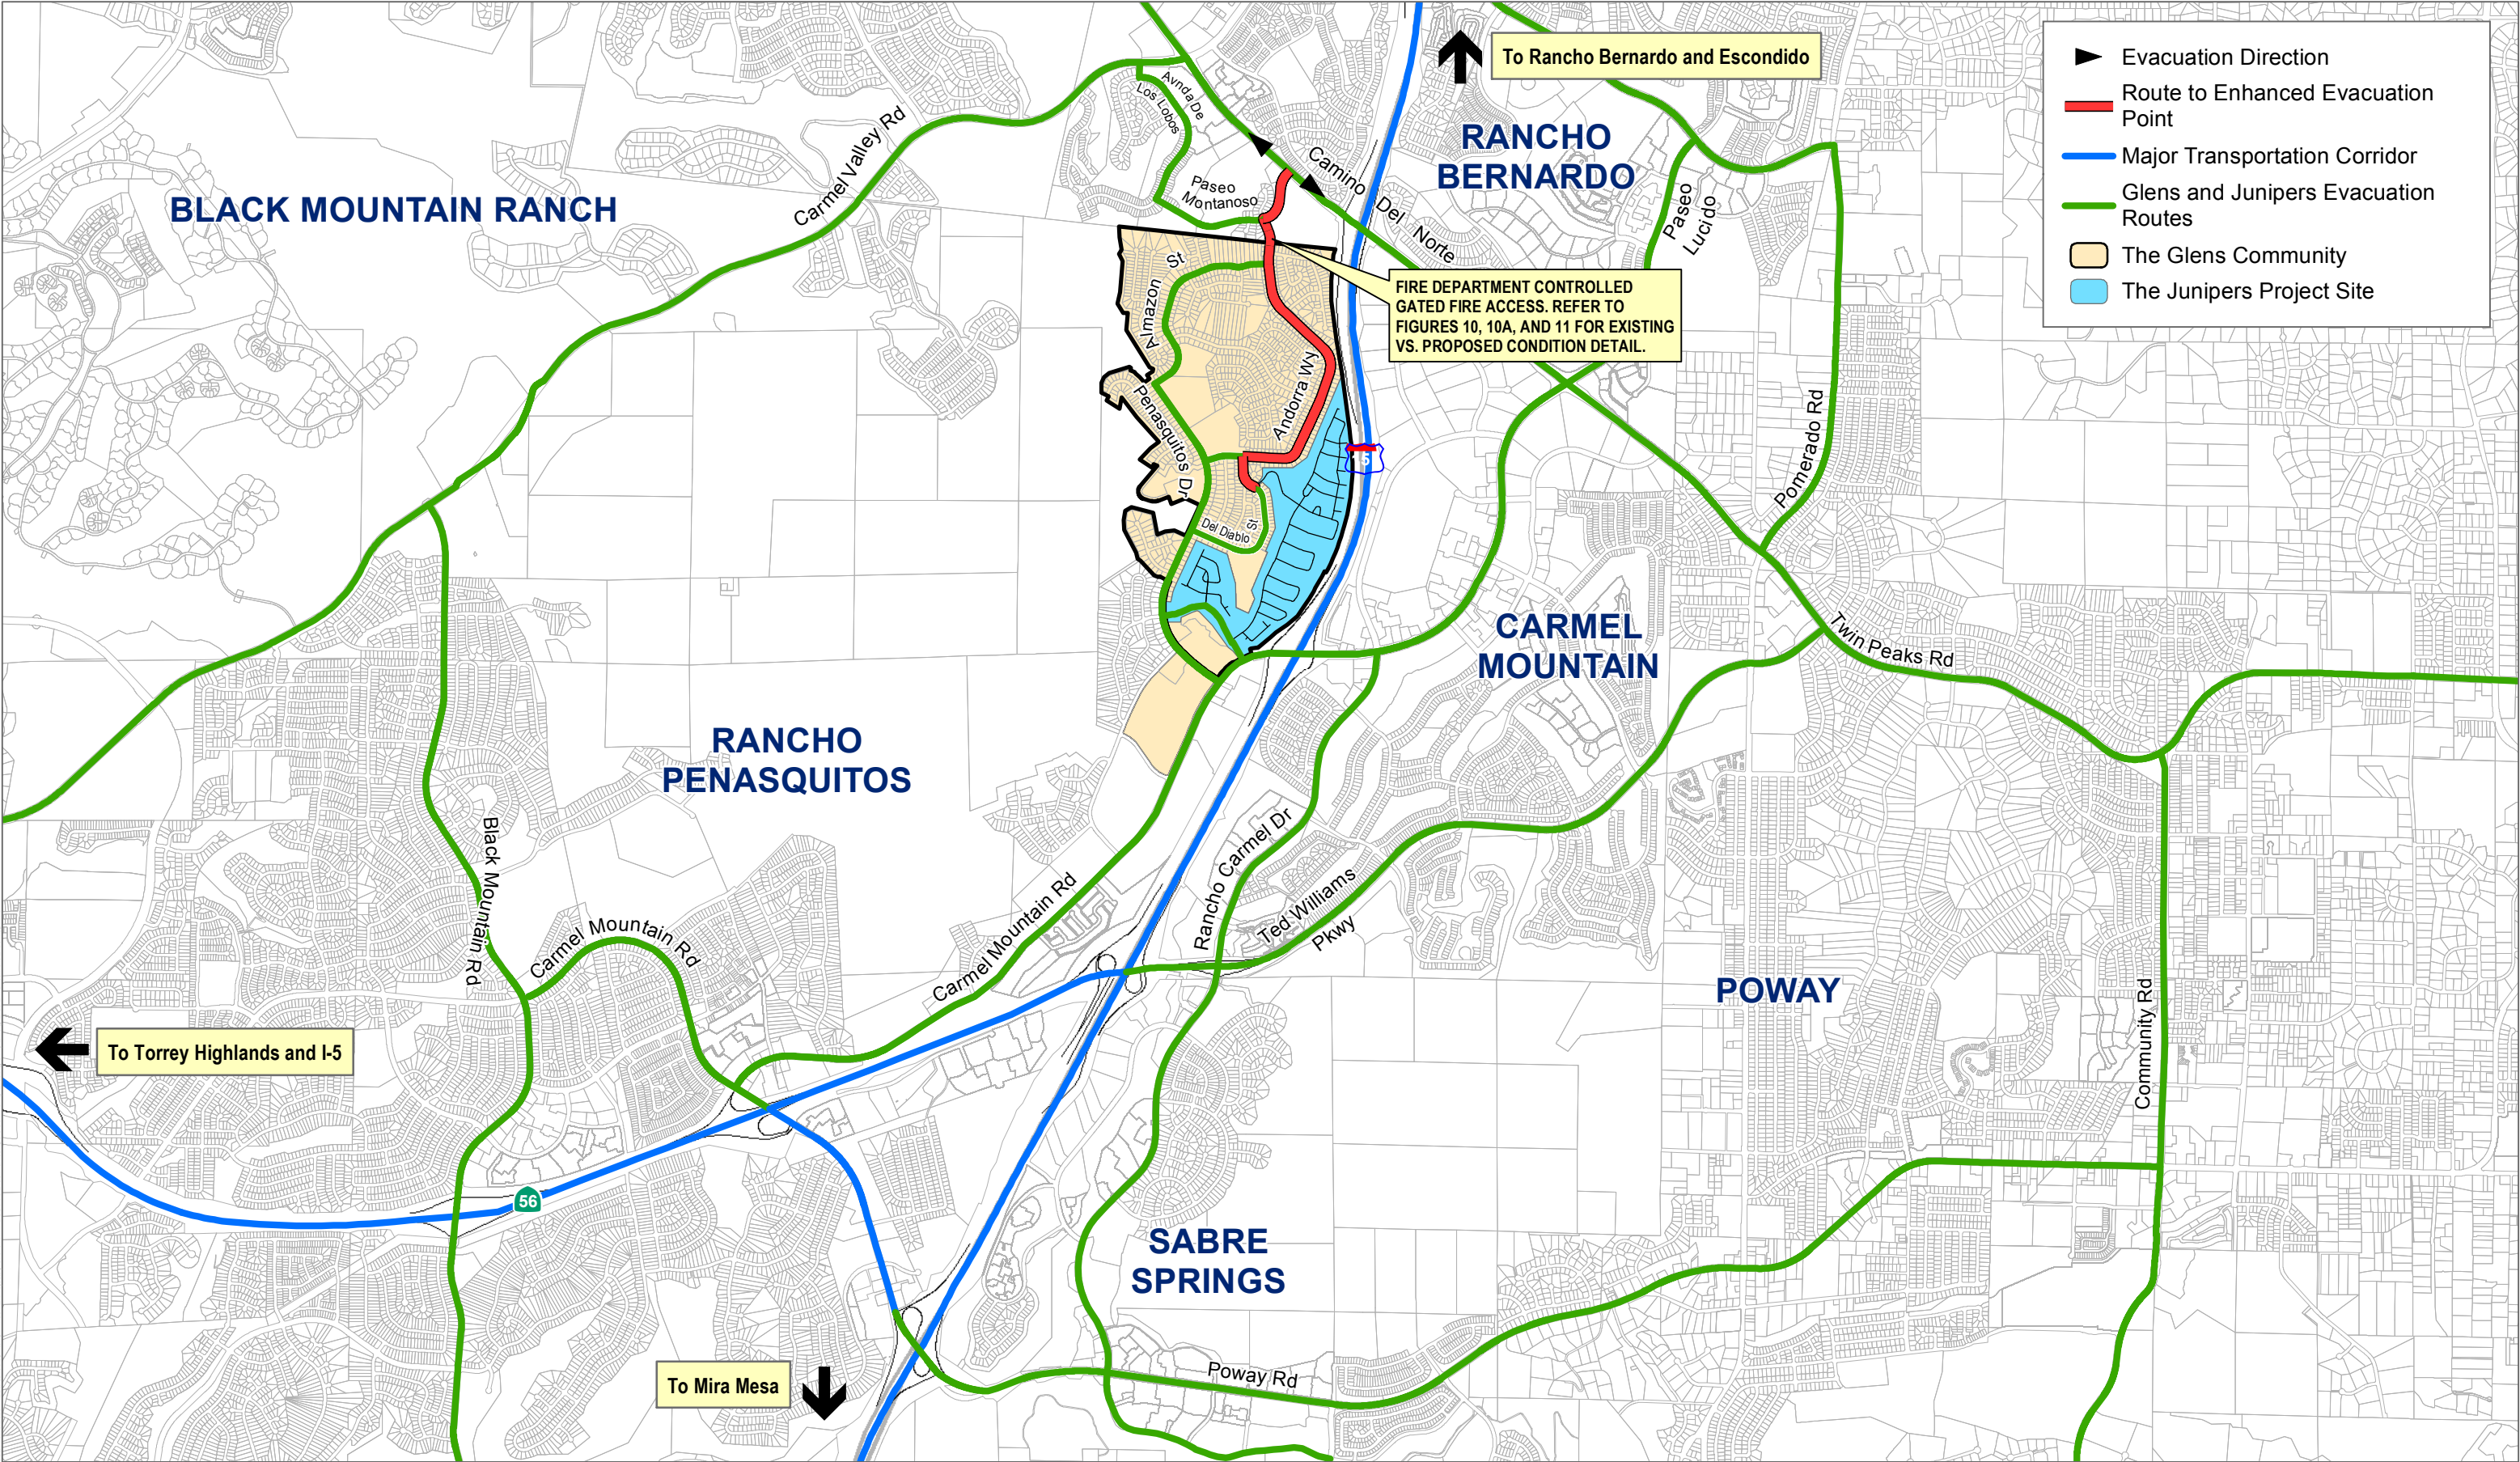 To Rancho Bernardo and Escondido
Evacuation Direction
Route to Enhanced Evacuation
Point
Major Transportation Corridor
Glens and Junipers Evacuation
Routes
The Glens Community
The Junipers Project Site
Avnda De
Los Lobos
Carmel Valley Rd
RANCHO
BERNARDO
Camino
Del
Norte
Paseo
Montanoso
Paseo
Lucido
BLACK MOUNTAIN RANCH
FIRE DEPARTMENT CONTROLLED
GATED FIRE ACCESS. REFER TO
FIGURES 10, 10A, AND 11 FOR EXISTING
VS. PROPOSED CONDITION DETAIL.
Almazon
St
Andorra Wy
Penasquitos Dr
15
Pomerado Rd
Del Diablo
St
CARMEL
MOUNTAIN
Twin Peaks Rd
RANCHO
PENASQUITOS
Black Mountain Rd
Carmel Mountain Rd
Carmel Mountain Rd
Rancho Carmel Dr
Ted Williams
Pkwy
POWAY
Community Rd
To Torrey Highlands and I-5
56
SABRE
SPRINGS
To Mira Mesa
Poway Rd